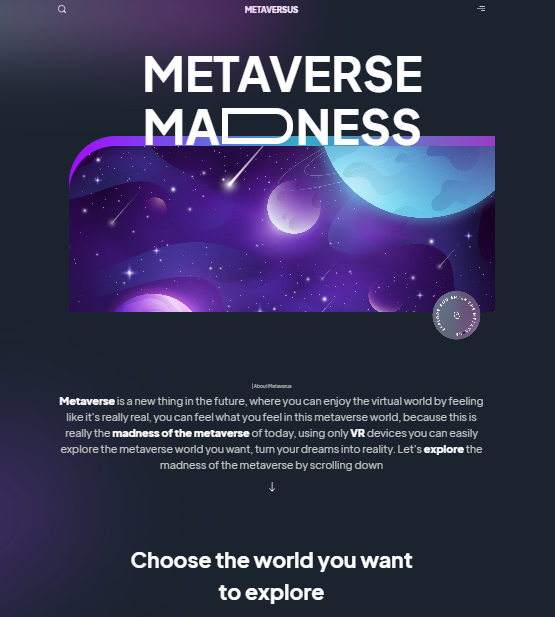 METAVERSUS
METAVERSE
MADNESS
| About Metaversus
Metaverse is a new thing in the future, where you can enjoy the virtual world by feeling
like it's really real, you can feel what you feel in this metaverse world, because this is
really the madness of the metaverse of today, using only VR devices you can easily
explore the metaverse world you want, turn your dreams into reality. Let's explore the
madness of the metaverse by scrolling down
Choose the world you want
to explore